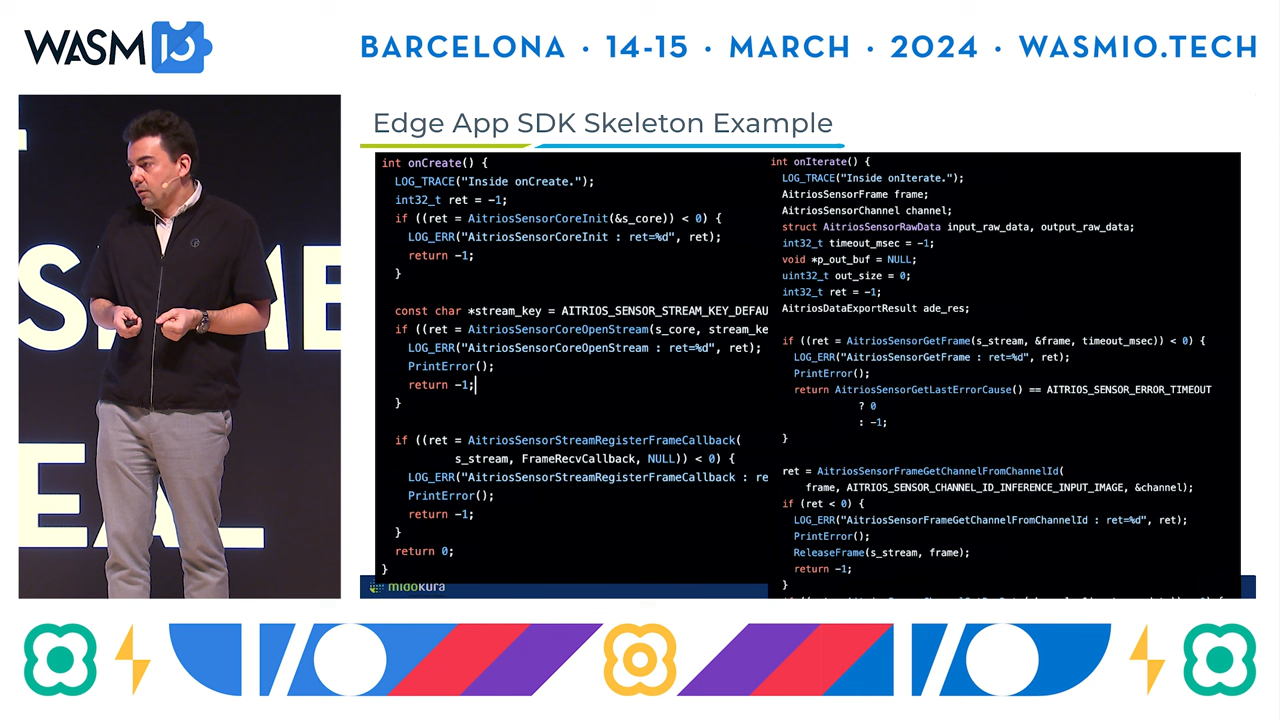 WASM IO
BARCELONA · 14-15 · MARCH · 2024 · WASMIO.TECH
Edge App SDK Skeleton Example
int onCreate() {
LOG_TRACE("Inside onCreate.");
int32_t ret = -1;
if ((ret = AitriosSensorCoreInit(&s_core)) < 0) {
LOG_ERR("AitriosSensorCoreInit : ret=%d", ret);
return -1;
}
const char *stream_key = AITRIOS_SENSOR_STREAM_KEY_DEFAU
if ((ret = AitriosSensorCoreOpenStream(s_core, stream_ke
LOG_ERR("AitriosSensorCoreOpenStream : ret=%d", ret);
PrintError();
return -1;
}
if ((ret = AitriosSensorStreamRegisterFrameCallback(
s_stream, FrameRecvCallback, NULL)) < 0) {
LOG_ERR("AitriosSensorStreamRegisterFrameCallback : re
PrintError();
return -1;
}
return 0;
}
int onIterate() {
LOG_TRACE("Inside onIterate.");
AitriosSensorFrame frame;
AitriosSensorChannel channel;
struct AitriosSensorRawData input_raw_data, output_raw_data;
int32_t timeout_msec = -1;
void *p_out_buf = NULL;
uint32_t out_size = 0;
int32_t ret = -1;
AitriosDataExportResult ade_res;
if ((ret = AitriosSensorGetFrame(s_stream, &frame, timeout_msec)) < 0) {
LOG_ERR("AitriosSensorGetFrame : ret=%d", ret);
PrintError();
return AitriosSensorGetLastErrorCause() == AITRIOS_SENSOR_ERROR_TIMEOUT
? 0
: -1;
}
ret = AitriosSensorFrameGetChannelFromChannelId(
frame, AITRIOS_SENSOR_CHANNEL_ID_INFERENCE_INPUT_IMAGE, &channel);
if (ret < 0) {
LOG_ERR("AitriosSensorFrameGetChannelFromChannelId : ret=%d", ret);
PrintError();
ReleaseFrame(s_stream, frame);
return -1;
}
midokura